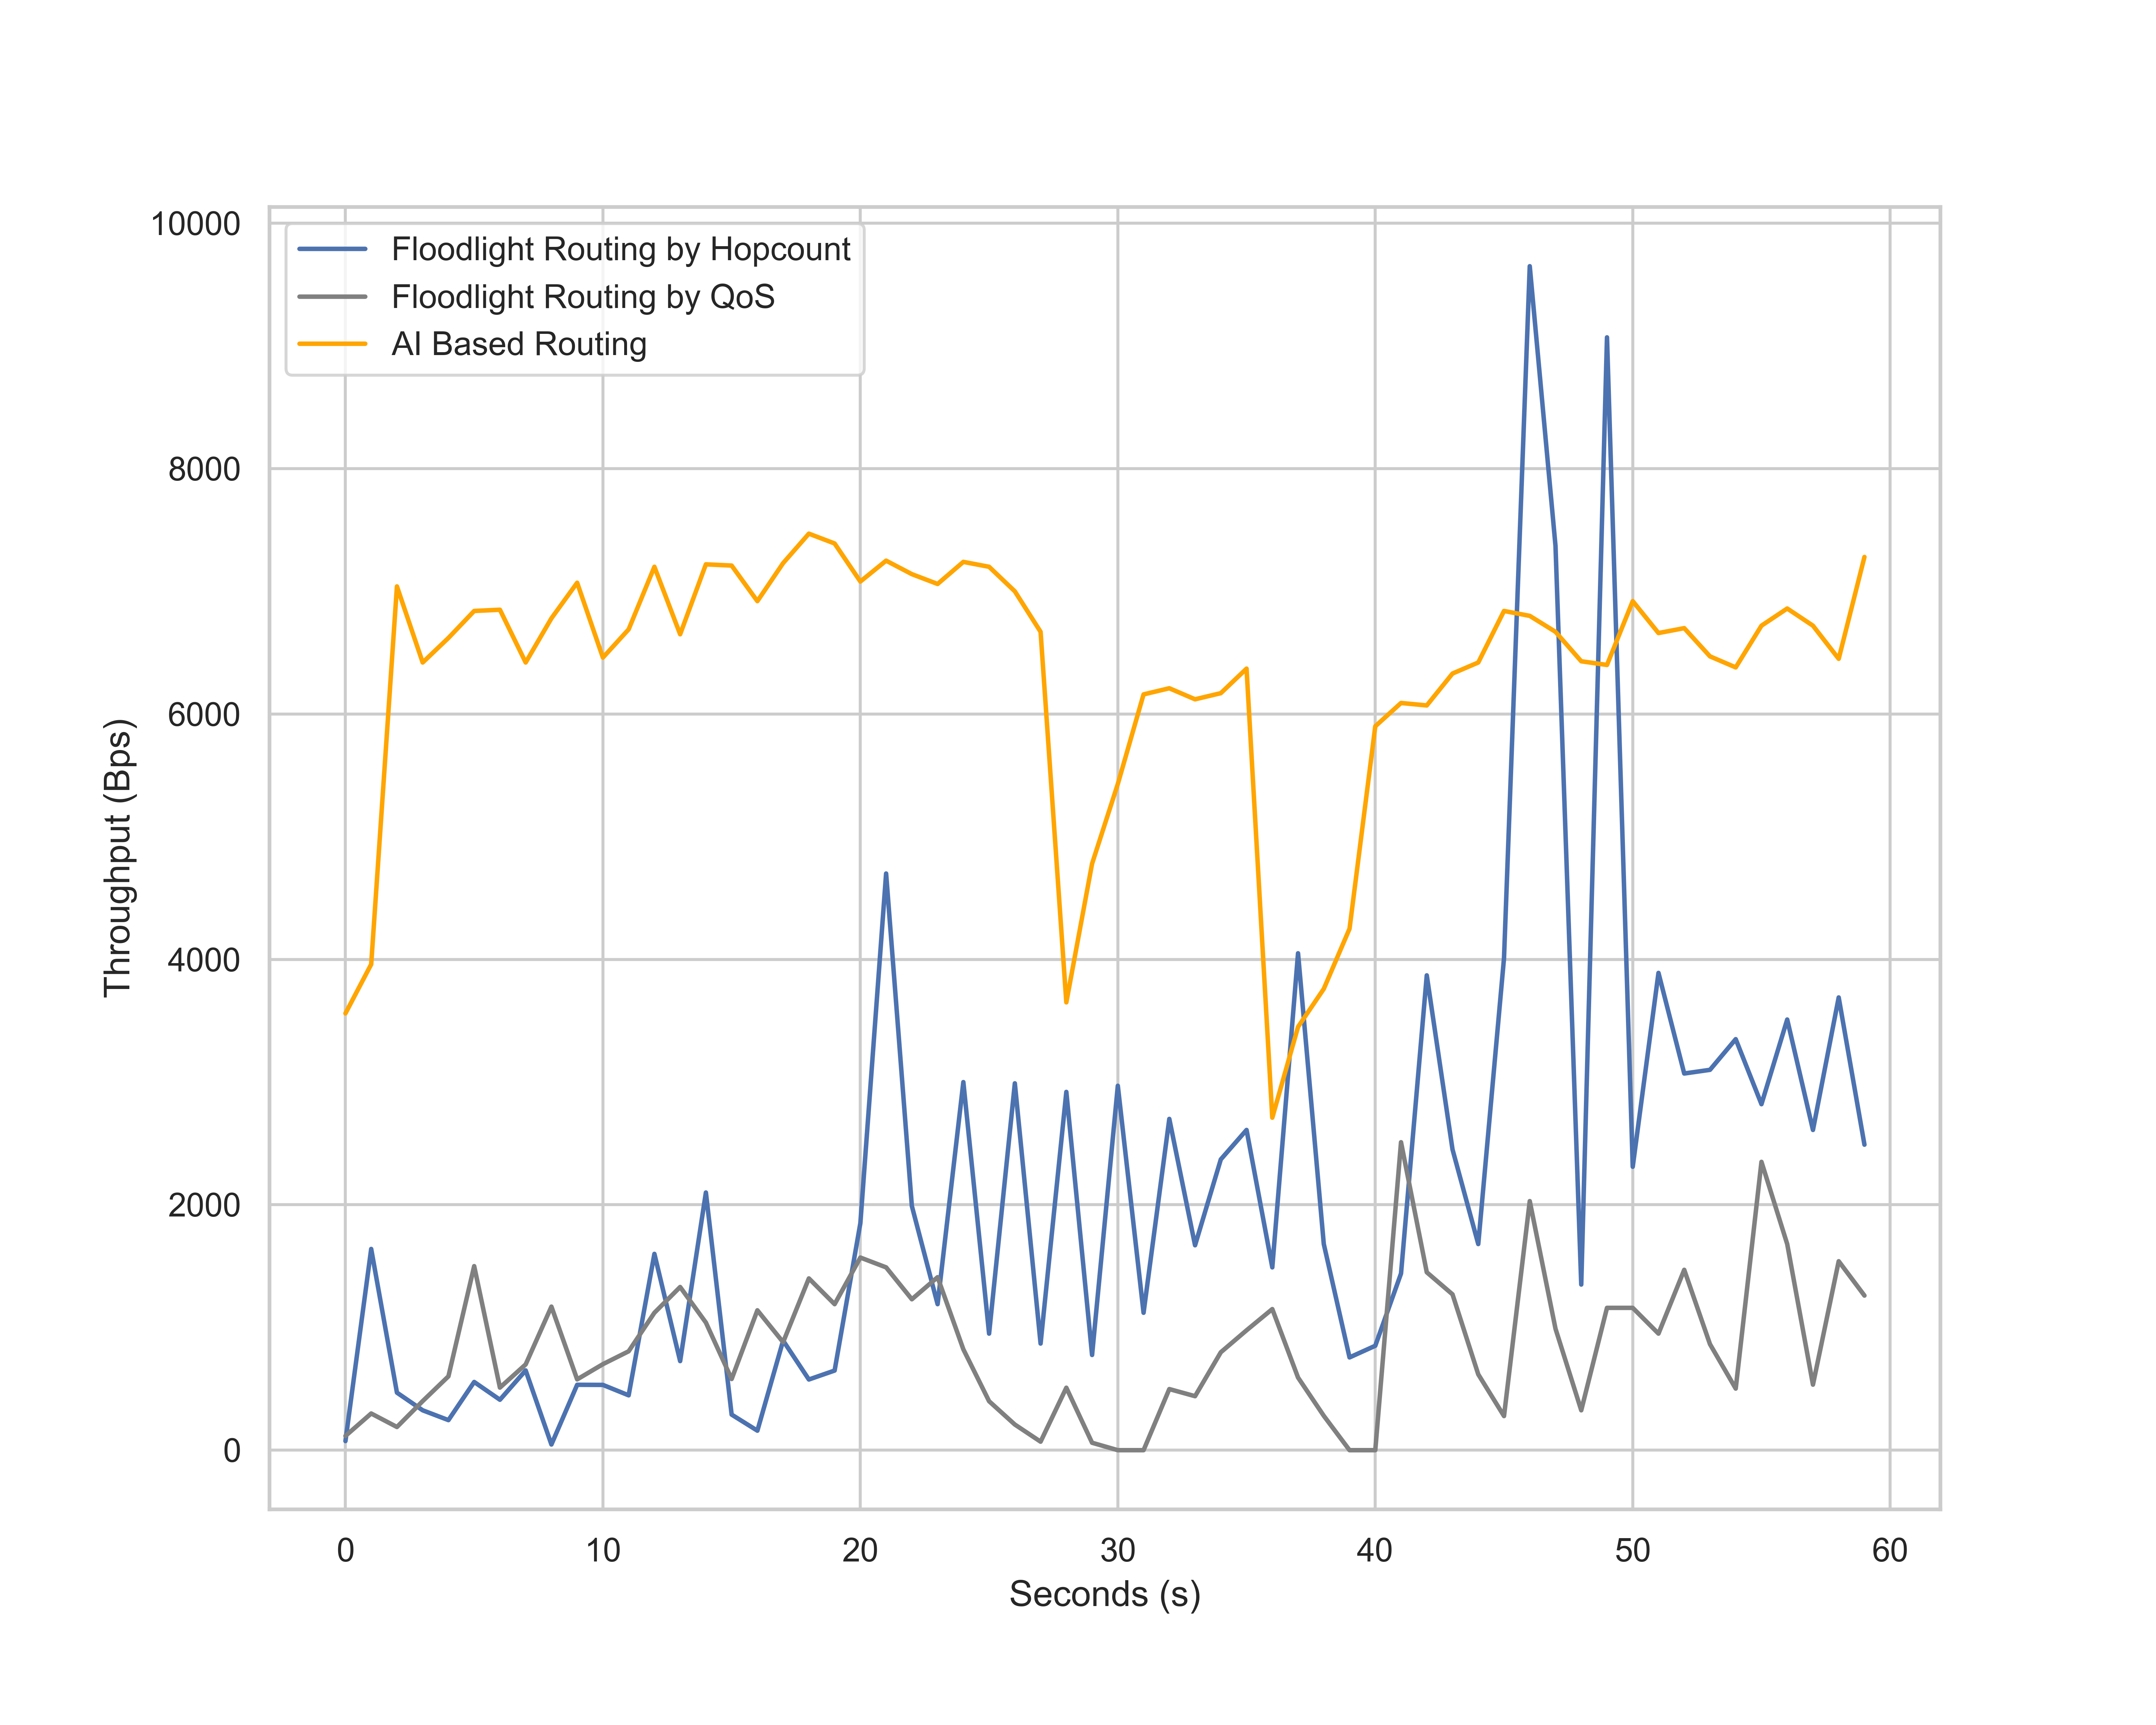 Floodlight Routing by Hopcount
Floodlight Routing by QoS
AI Based Routing
10000
8000
6000
4000
2000
0
Throughput (Bps)
0 10 20 30 40 50 60
Seconds (s)